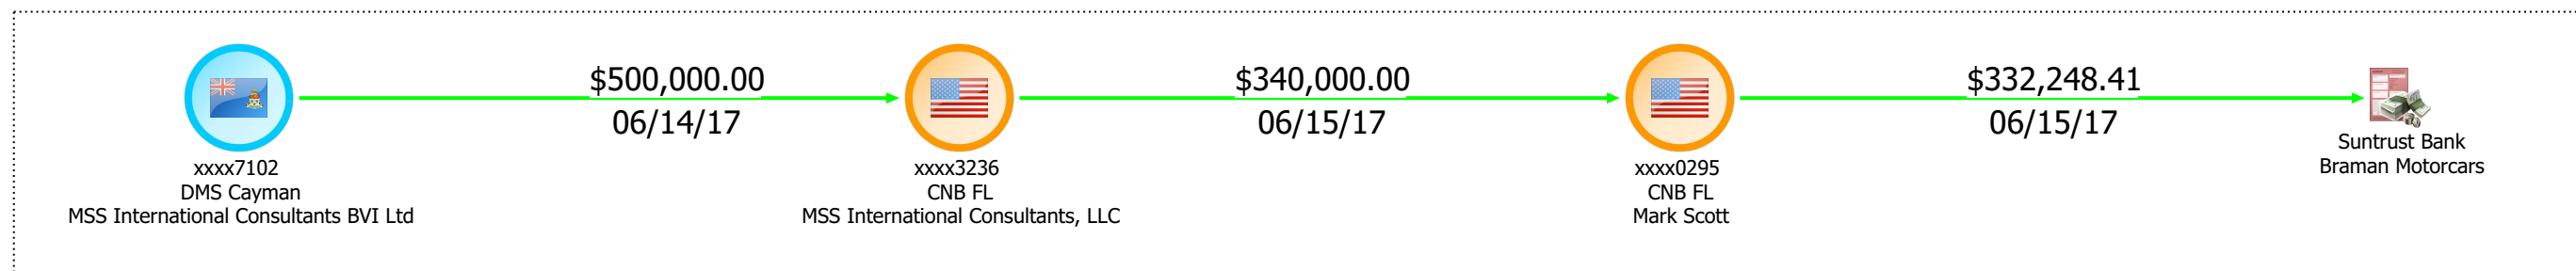 $500,000.00
06/14/17
$340,000.00
06/15/17
$332,248.41
06/15/17
xxxx7102
DMS Cayman
MSS International Consultants BVI Ltd
xxxx3236
CNB FL
MSS International Consultants, LLC
xxxx0295
CNB FL
Mark Scott
Suntrust Bank
Braman Motorcars